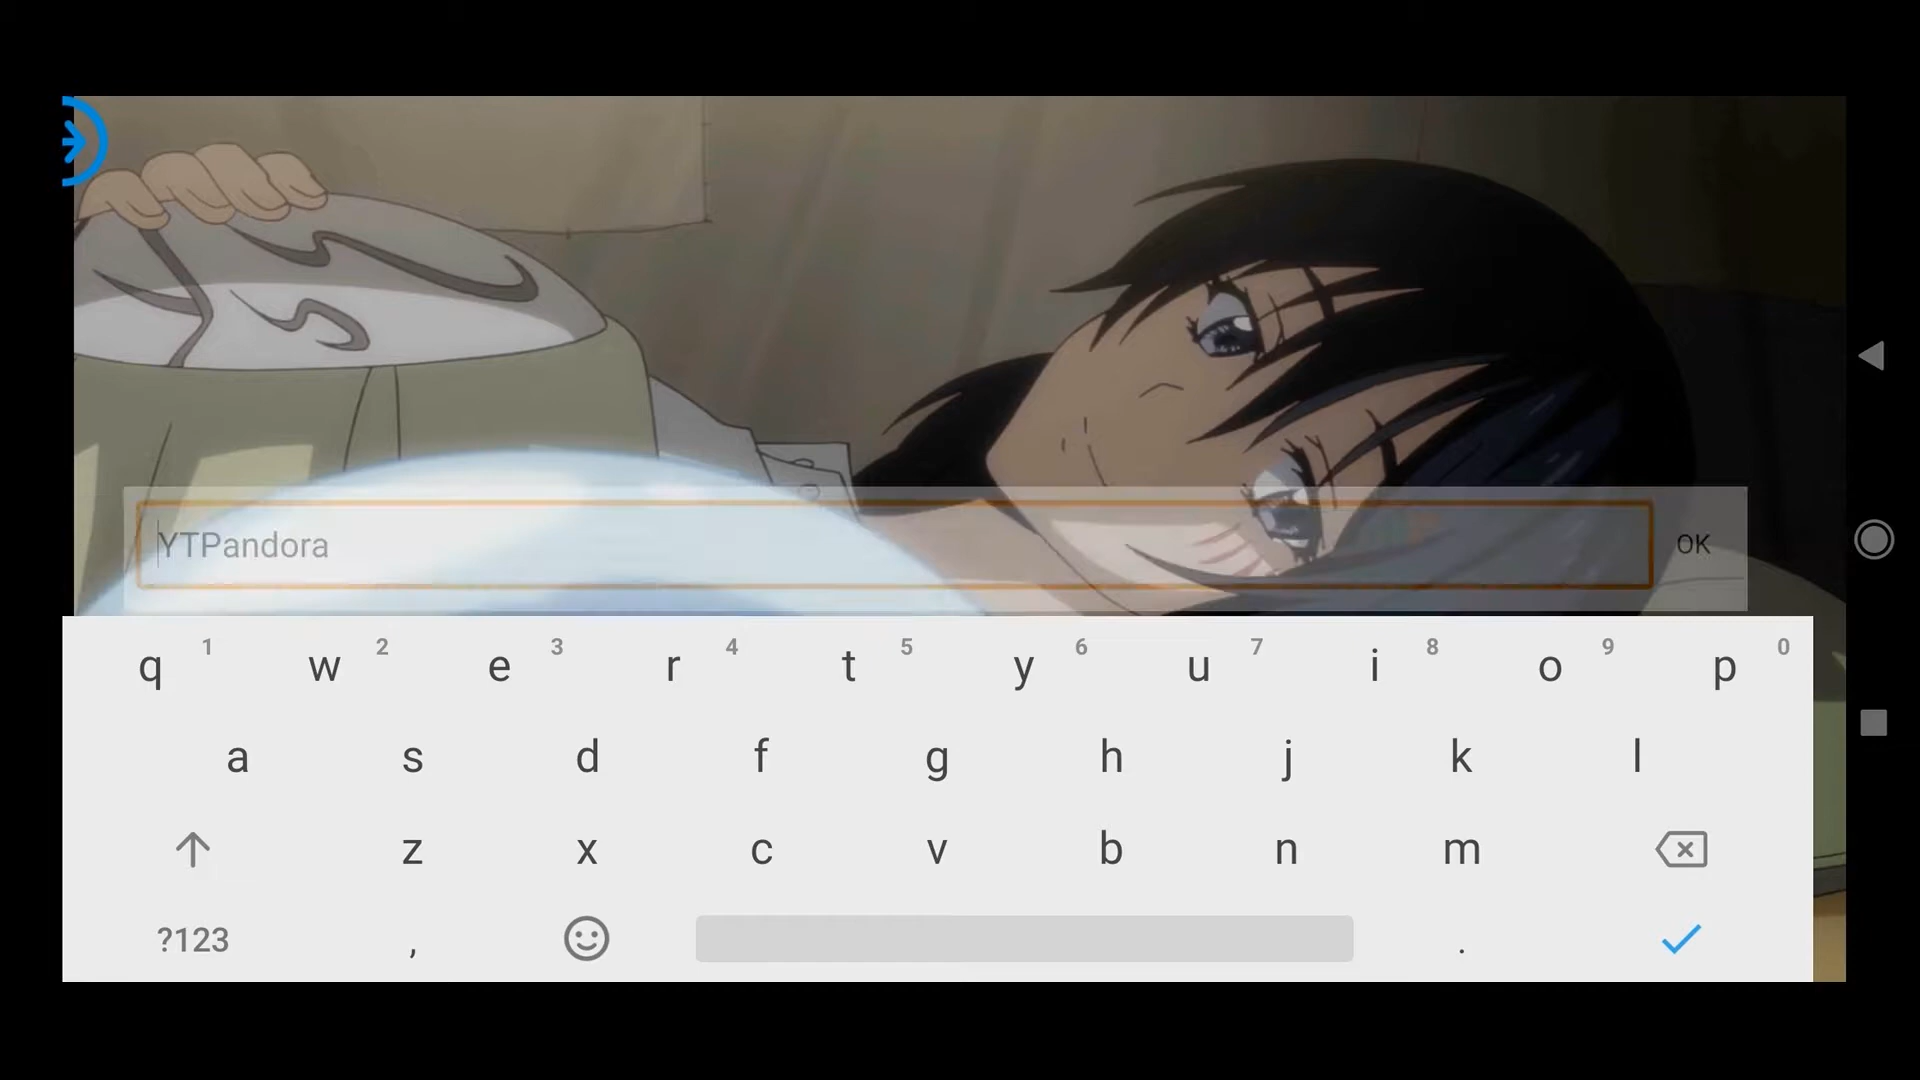 YTPandora
OK
q 1 w 2 e 3 r 4 t 5 y 6 u 7 i 8 o 9 p 0
a s d f g h j k l
z x c v b n m
?123 , .